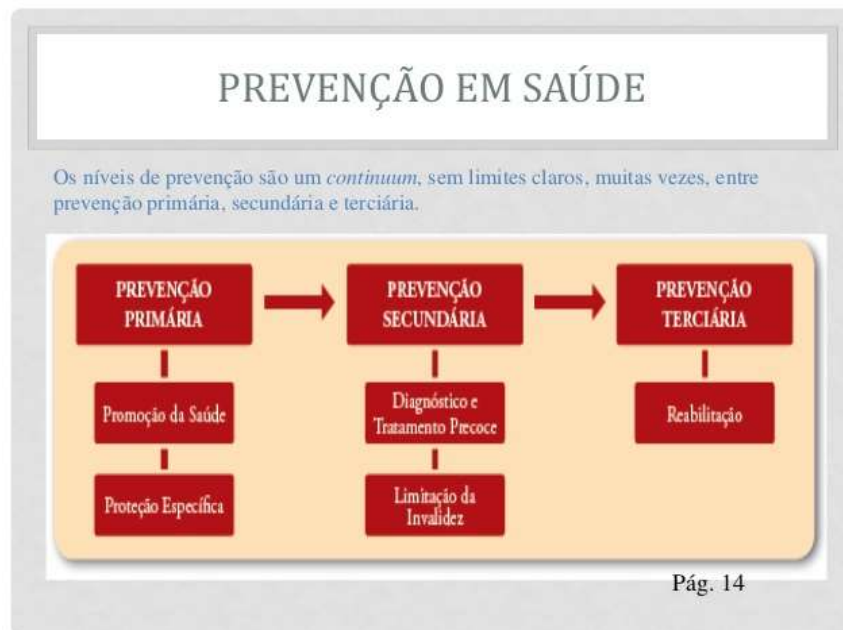 PREVENÇÃO EM SAÚDE
Os níveis de prevenção são um continuum, sem limites claros, muitas vezes, entre
prevenção primária, secundária e terciária.
PREVENÇÃO
PRIMÁRIA
Promoção da Saúde
Proteção Específica
PREVENÇÃO
SECUNDÁRIA
Diagnóstico e
Tratamento Precoce
Limitação da
Invalidez
PREVENÇÃO
TERCIÁRIA
Reabilitação
Pág. 14